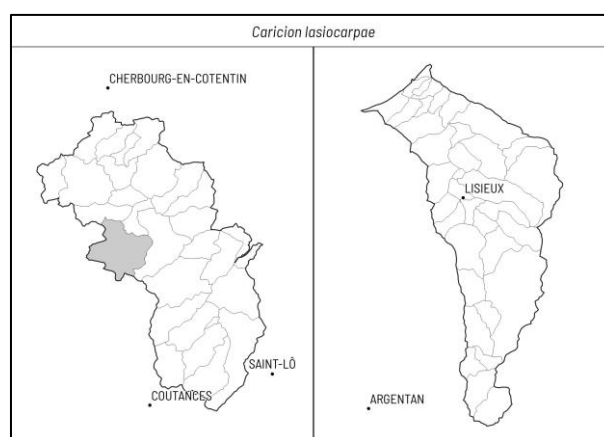 Caricion lasiocarpae
CHERBOURG-EN-COTENTIN
LISIEUX
SAINT-LÔ
COUTANCES
ARGENTAN